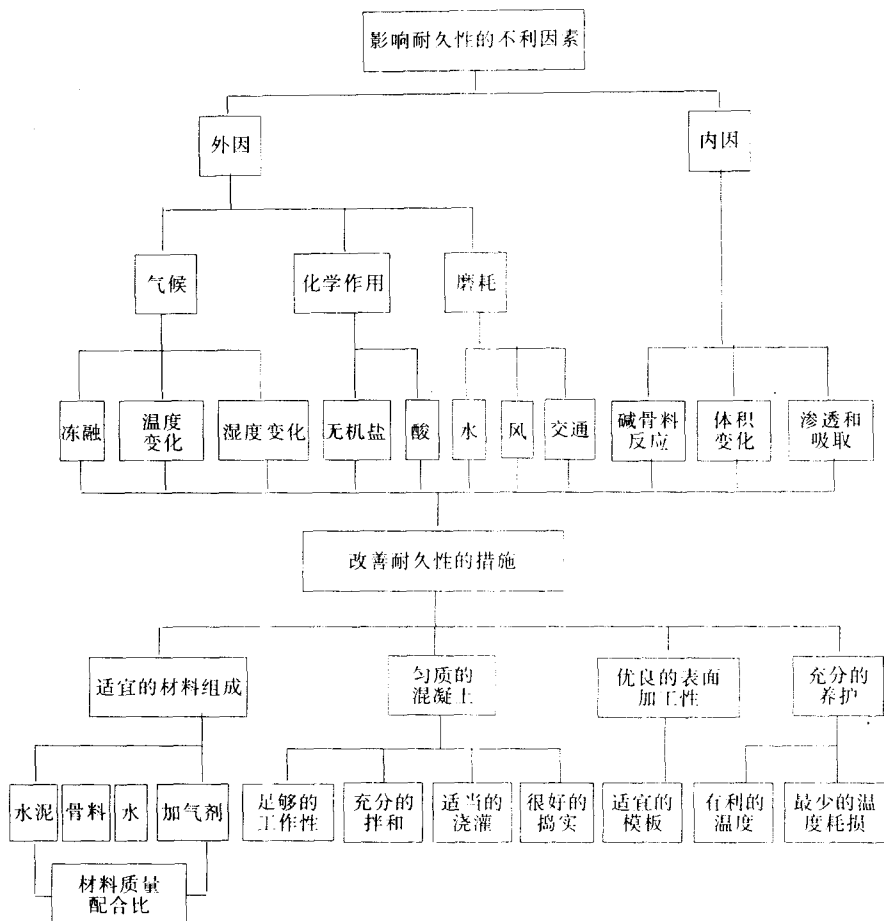 影响耐久性的不利因素
外因
内因
气候
化学作用
磨耗
冻融
温度
变化
湿度变化
无机盐
酸
水
风
交通
碱骨料
反应
体积
变化
渗透和
吸取
改善耐久性的措施
适宜的材料组成
匀质的
混凝土
优良的表面
加工性
充分的
养护
水泥
骨料
水
加气剂
足够的
工作性
充分的
拌和
适当的
浇灌
很好的
捣实
适宜的
模板
有利的
温度
最少的温
度耗损
材料质量
配合比